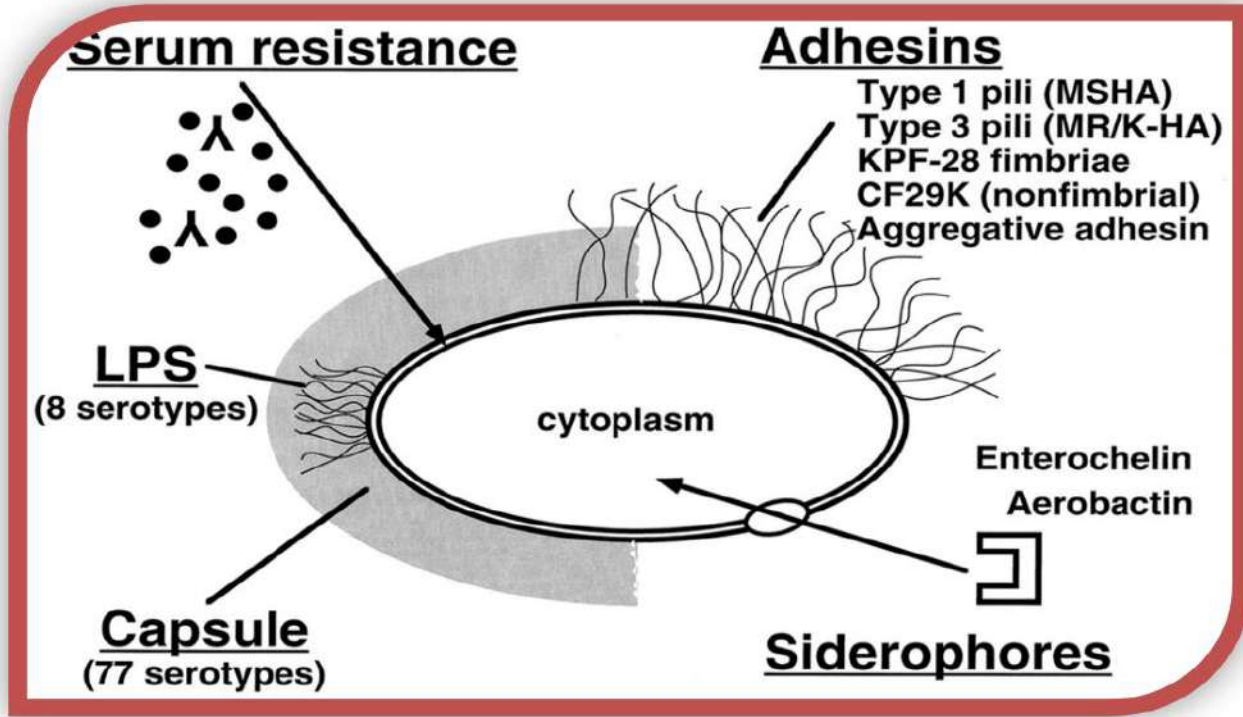 Serum resistance
Adhesins
Type 1 pili (MSHA)
Type 3 pili (MR/K-HA)
KPF-28 fimbriae
CF29K (nonfimbrial)
Aggregative adhesin
LPS
(8 serotypes)
cytoplasm
Enterochelin
Aerobactin
Capsule
(77 serotypes)
Siderophores